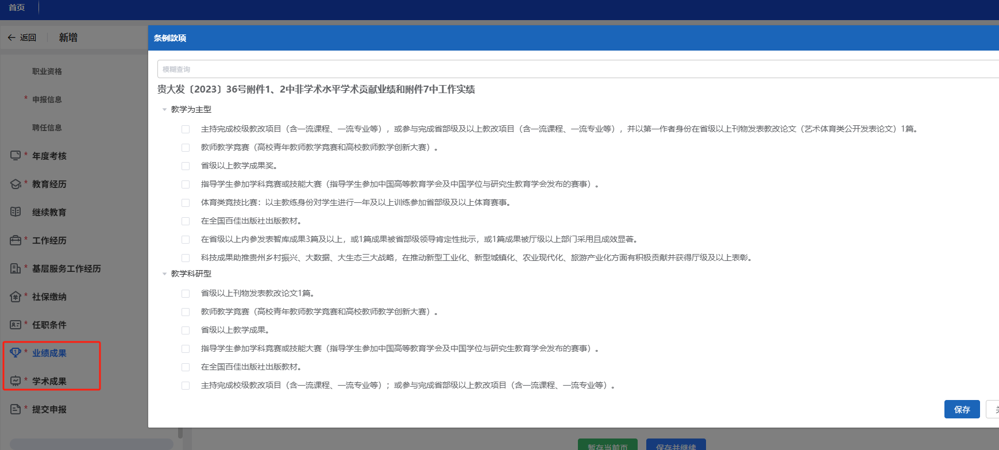 首页
返回
新增
条例款项
职业资格
* 申报信息
聘任信息
* 年度考核
* 教育经历
继续教育
* 工作经历
* 基层服务工作经历
* 社保缴纳
* 任职条件
* 业绩成果
* 学术成果
* 提交申报
模糊查询
贵大发〔2023〕36号附件1、2中非学术水平学术贡献业绩和附件7中工作实绩
教学为主型
主持完成校级教改项目（含一流课程、一流专业等），或参与完成省部级及以上教改项目（含一流课程、一流专业等），并以第一作者身份在省级以上刊物发表教改论文（艺术体育类公开发表论文）1篇。
教师教学竞赛（高校青年教师教学竞赛和高校教师教学创新大赛）。
省级以上教学成果奖。
指导学生参加学科竞赛或技能大赛（指导学生参加中国高等教育学会及中国学位与研究生教育学会发布的赛事）。
体育类竞技比赛：以主教练身份对学生进行一年及以上训练参加省部级及以上体育赛事。
在全国百佳出版社出版教材。
在省级以上内参发表智库成果3篇及以上，或1篇成果被省部级领导肯定性批示，或1篇成果被厅级以上部门采用且成效显著。
科技成果助推贵州乡村振兴、大数据、大生态三大战略，在推动新型工业化、新型城镇化、农业现代化、旅游产业化方面有积极贡献并获得厅级及以上表彰。
教学科研型
省级以上刊物发表教改论文1篇。
教师教学竞赛（高校青年教师教学竞赛和高校教师教学创新大赛）。
省级以上教学成果。
指导学生参加学科竞赛或技能大赛（指导学生参加中国高等教育学会及中国学位与研究生教育学会发布的赛事）。
在全国百佳出版社出版教材。
主持完成校级教改项目（含一流课程、一流专业等）；或参与完成省部级以上教改项目（含一流课程、一流专业等）。
保存
暂存当前页
保存并继续